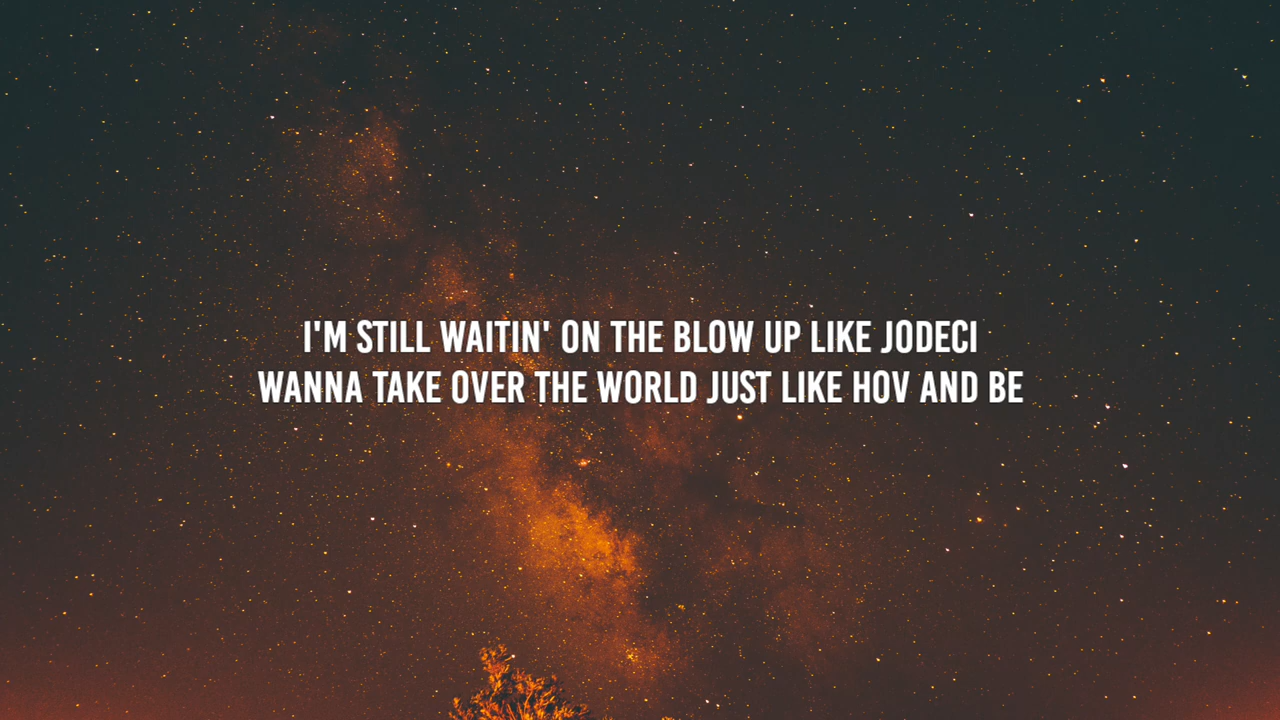 I'M STILL WAITIN' ON THE BLOW UP LIKE JODECI
WANNA TAKE OVER THE WORLD JUST LIKE HOV AND BE